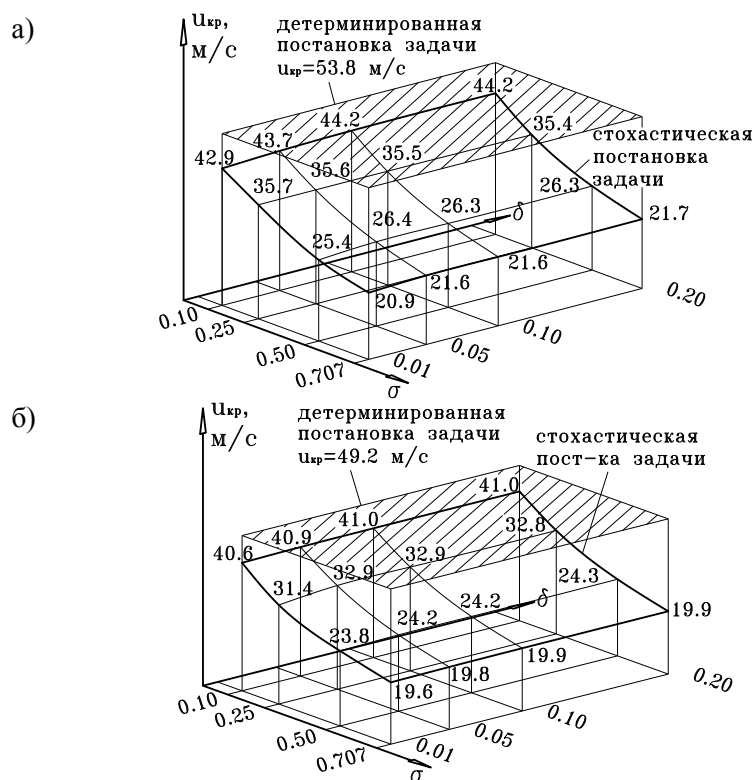 а)
uкр,
м/с
детерминированная
постановка задачи
uкр=53.8 м/с
44.2
44.2
43.7
42.9
35.4
стохастическая
постановка
задачи
35.5
35.6
35.7
26.3
26.3
δ
26.4
25.4
21.7
21.6
21.6
20.9
0.10
0.25
0.50
0.707
σ
0.01
0.05
0.10
0.20
б)
uкр,
м/с
детерминированная
постановка задачи
uкр=49.2 м/с
стохастическая
пост-ка задачи
41.0
41.0
40.9
40.6
32.8
32.9
32.9
31.4
24.3
24.2
δ
24.2
23.8
19.9
19.9
19.8
19.6
0.10
0.25
0.50
0.707
σ
0.01
0.05
0.10
0.20